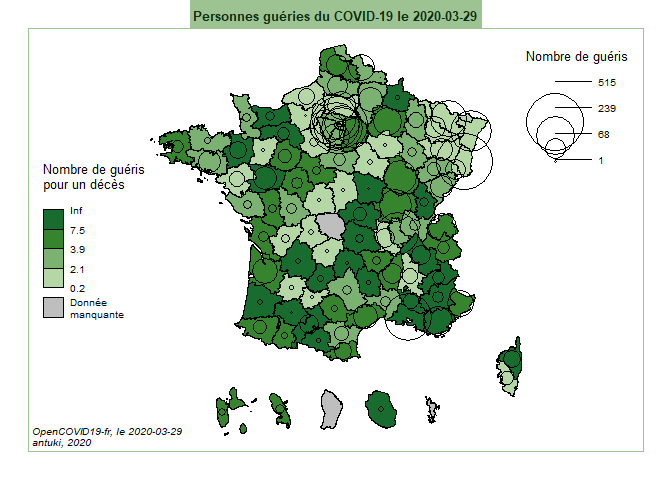 Personnes guéries du COVID-19 le 2020-03-29
Nombre de guéris
515
239
68
1
Nombre de guéris
pour un décès
Inf
7.5
3.9
2.1
0.2
Donnée
manquante
OpenCOVID19-fr, le 2020-03-29
antuki, 2020